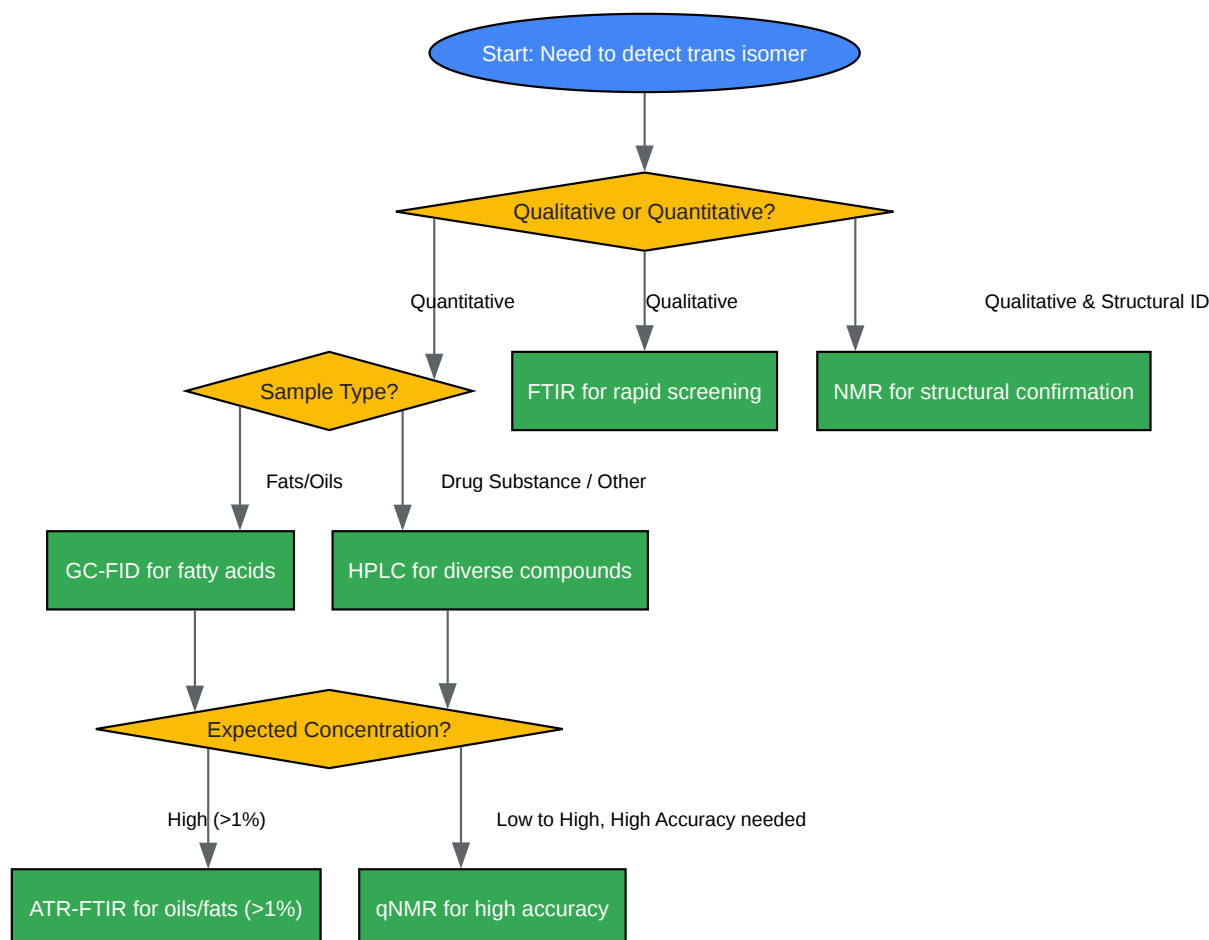 Start: Need to detect trans isomer
Qualitative or Quantitative?
Quantitative
Qualitative
Qualitative & Structural ID
Sample Type?
FTIR for rapid screening
NMR for structural confirmation
Fats/Oils
Drug Substance / Other
GC-FID for fatty acids
HPLC for diverse compounds
Expected Concentration?
High (>1%)
Low to High, High Accuracy needed
ATR-FTIR for oils/fats (>1%)
qNMR for high accuracy